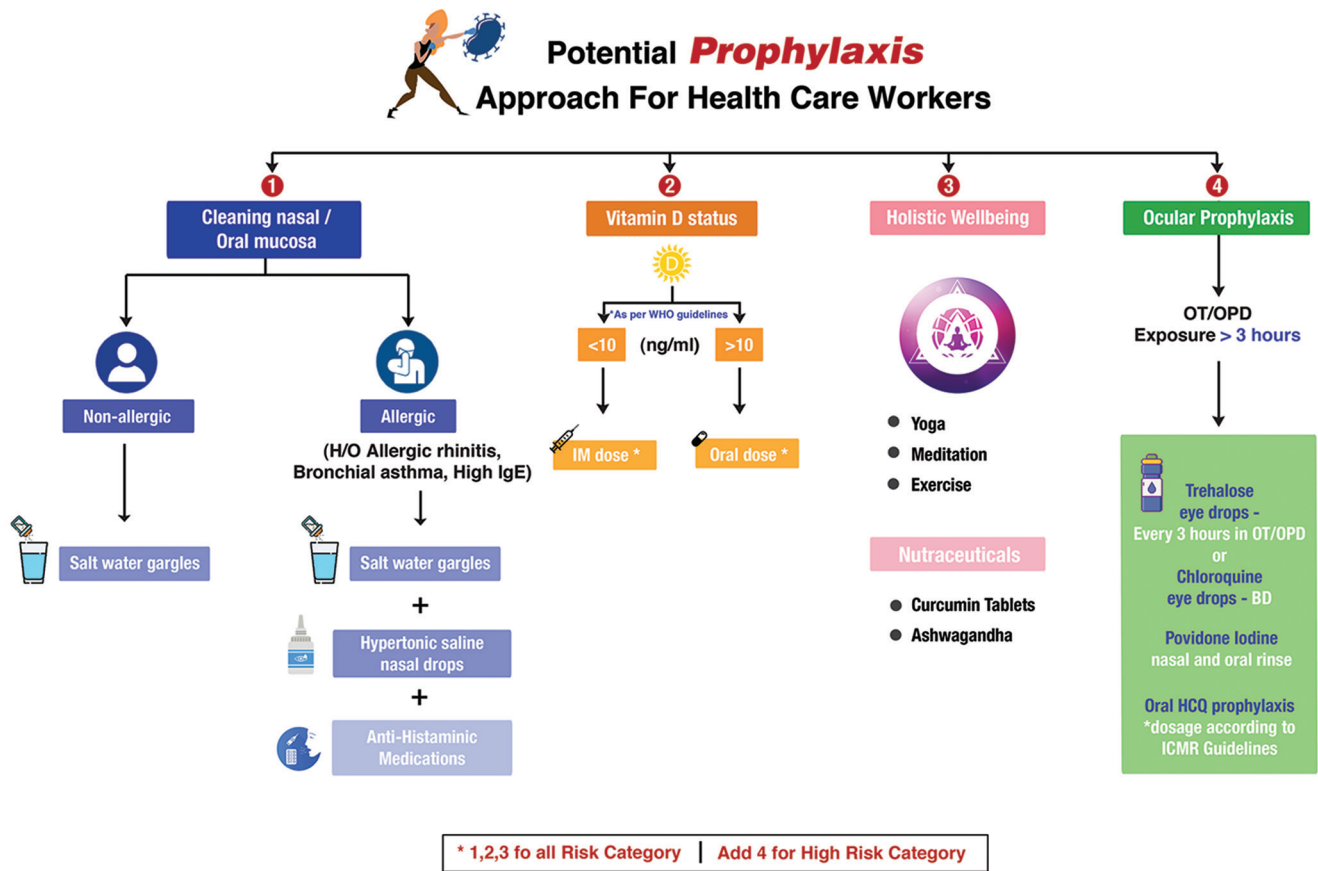 Potential Prophylaxis
Approach For Health Care Workers
1
Cleaning nasal /
Oral mucosa
Non-allergic
Salt water gargles
Allergic
(H/O Allergic rhinitis,
Bronchial asthma, High IgE)
Salt water gargles
+
Hypertonic saline
nasal drops
+
Anti-Histaminic
Medications
2
Vitamin D status
D
*As per WHO guidelines
<10 (ng/ml) >10
IM dose *
Oral dose *
3
Holistic Wellbeing
Yoga
Meditation
Exercise
Nutraceuticals
Curcumin Tablets
Ashwagandha
4
Ocular Prophylaxis
OT/OPD
Exposure > 3 hours
Trehalose
eye drops -
Every 3 hours in OT/OPD
or
Chloroquine
eye drops - BD
Povidone Iodine
nasal and oral rinse
Oral HCQ prophylaxis
*dosage according to
ICMR Guidelines
* 1,2,3 fo all Risk Category | Add 4 for High Risk Category